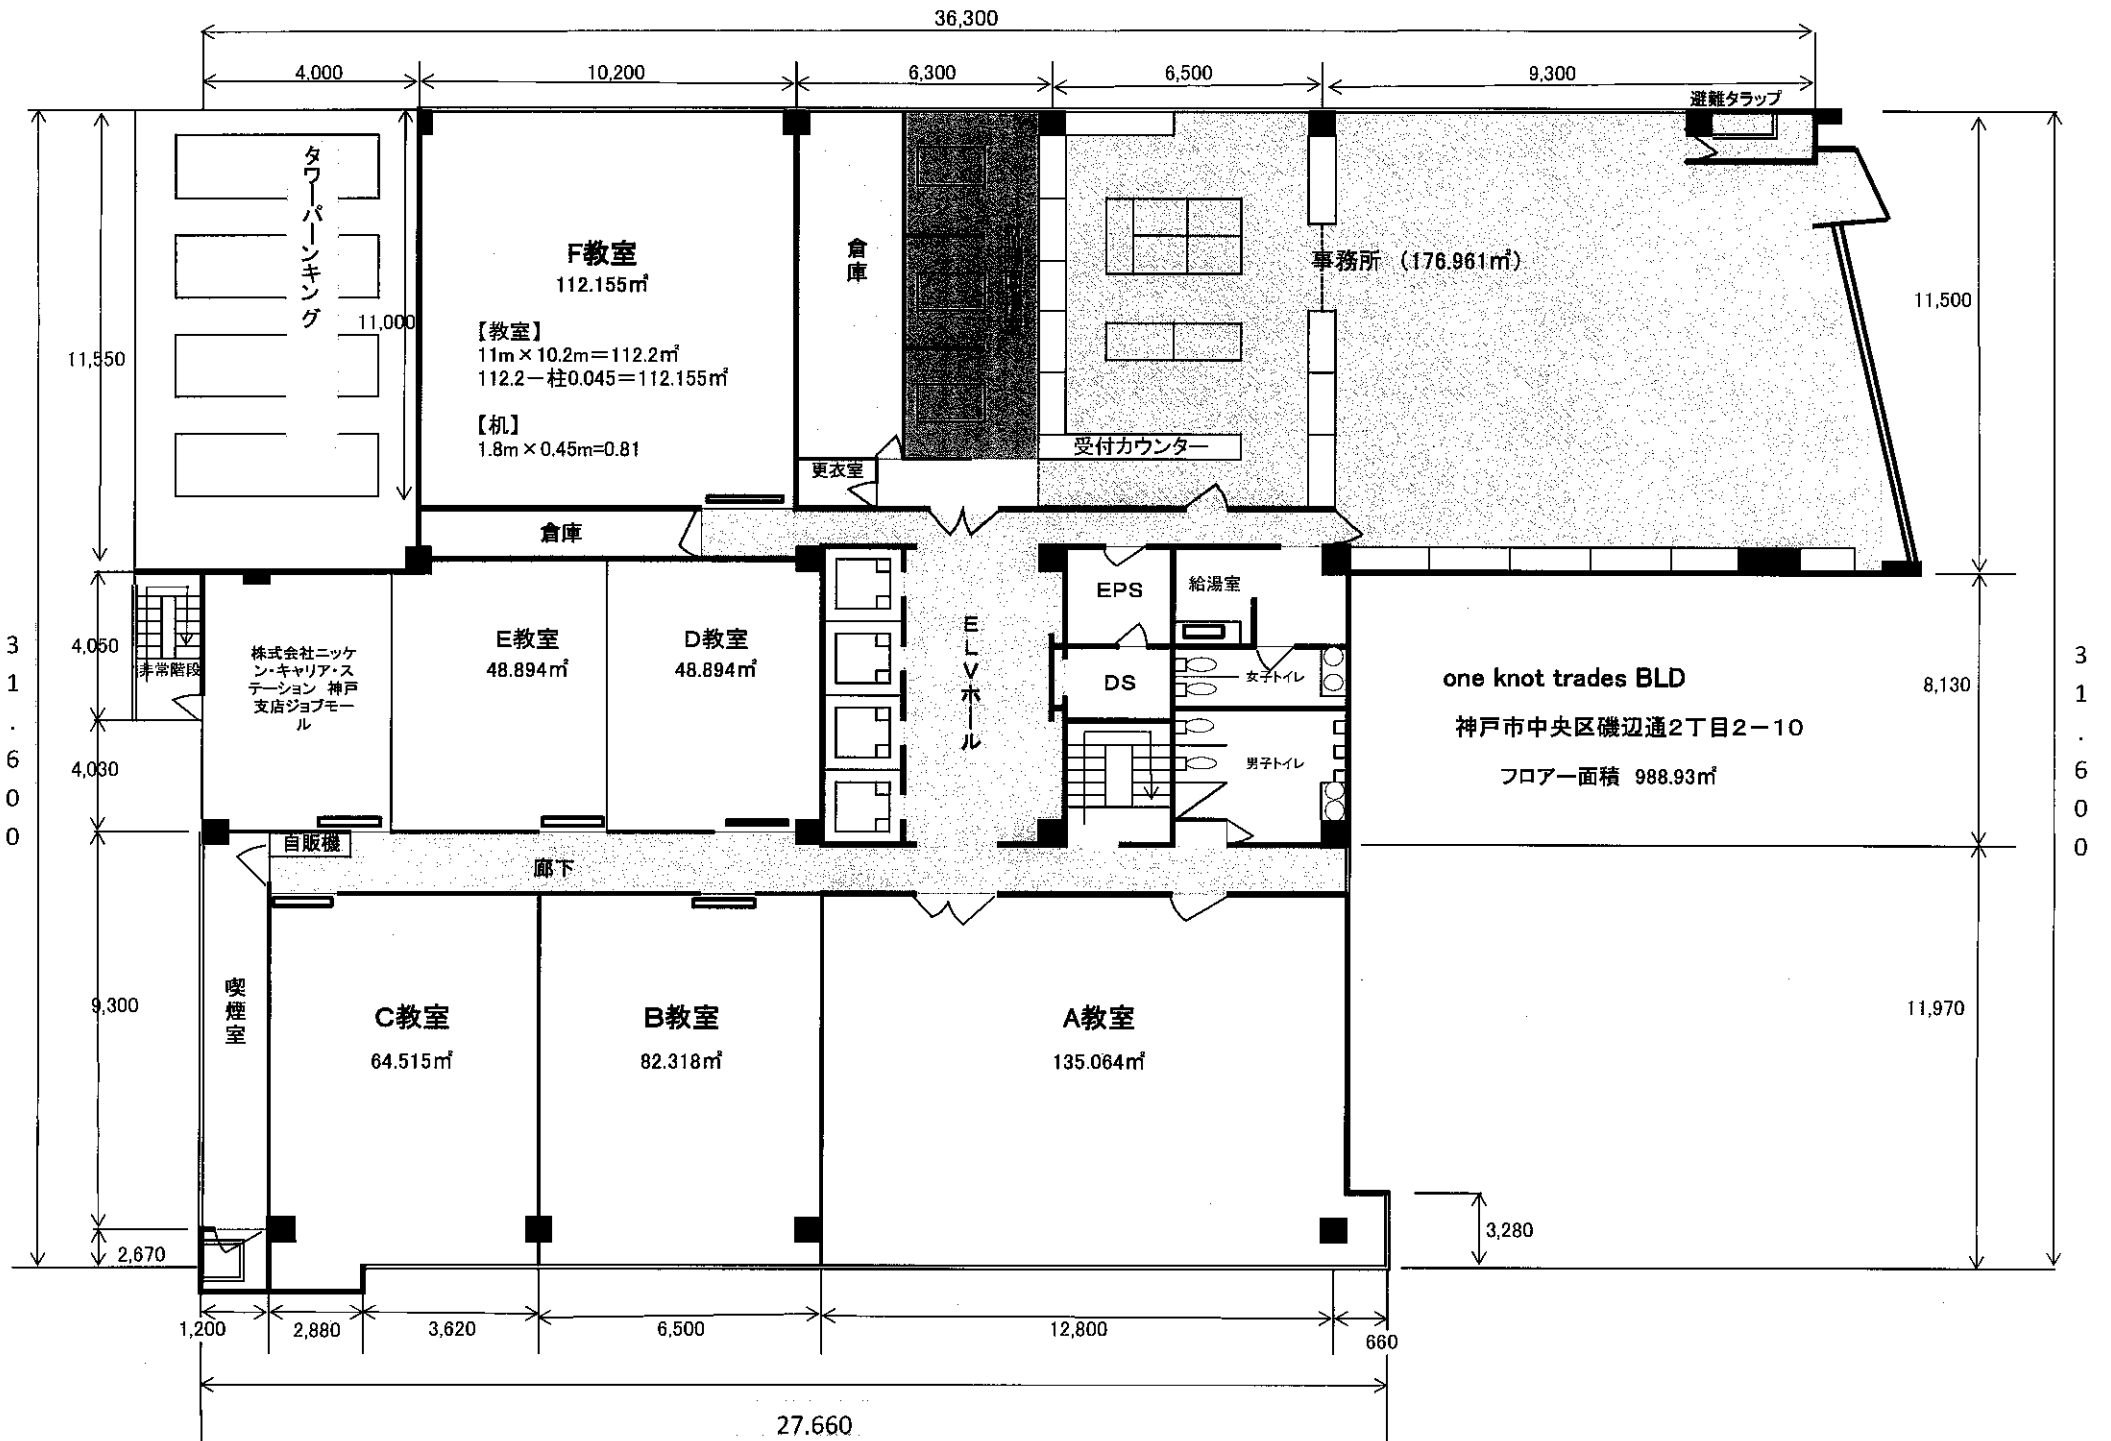 36,300
4,000
10,200
6,300
6,500
9,300
避難タラップ
タワーパーンキング
F教室
112.155㎡
【教室】
11m×10.2m＝112.2㎡
112.2－柱0.045＝112.155㎡
【机】
1.8m×0.45m=0.81
倉庫
事務所 （176.961㎡）
11,000
11,550
11,500
受付カウンター
更衣室
倉庫
EPS
給湯室
ELVホール
E教室
48.894㎡
D教室
48.894㎡
株式会社ニッケ
ン・キャリア・ス
テーション 神戸
支店ジョブモー
ル
非常階段
4,050
4,030
31.600
DS
女子トイレ
男子トイレ
one knot trades BLD
神戸市中央区磯辺通2丁目2－10
フロアー面積 988.93㎡
8,130
31.600
自販機
廊下
喫煙室
C教室
64.515㎡
B教室
82.318㎡
A教室
135.064㎡
9,300
11,970
2,670
3,280
1,200
2,880
3,620
6,500
12,800
660
27.660